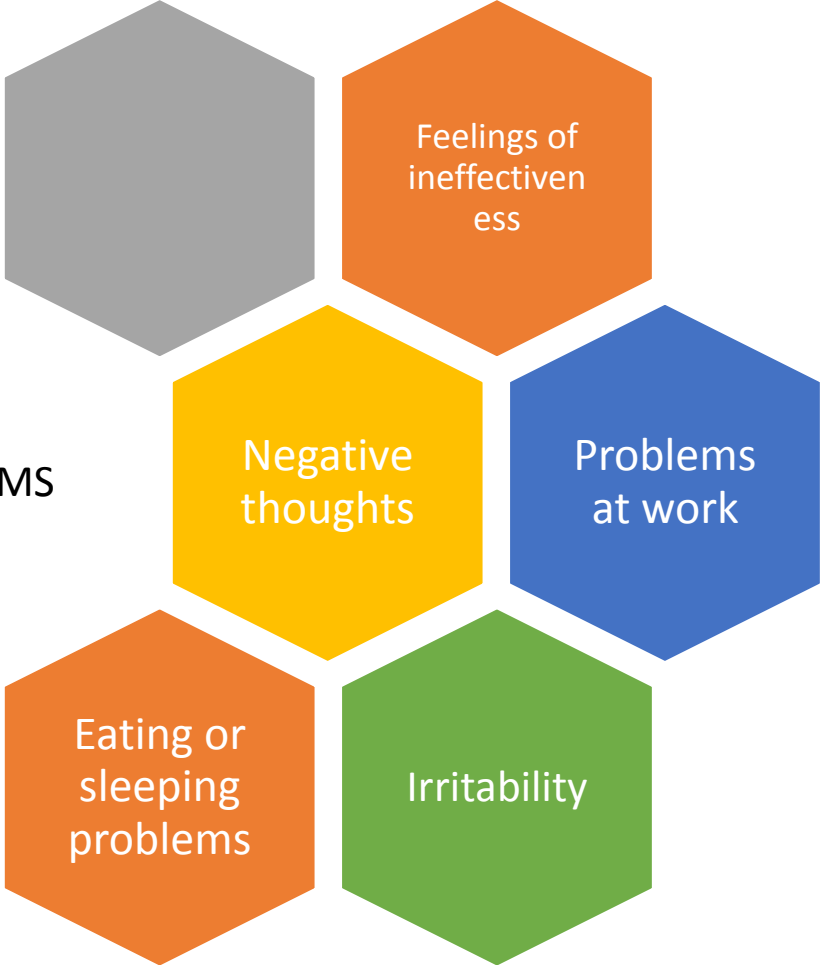 Feelings of
ineffectiven
ess
MS
Negative
thoughts
Problems
at work
Eating or
sleeping
problems
Irritability